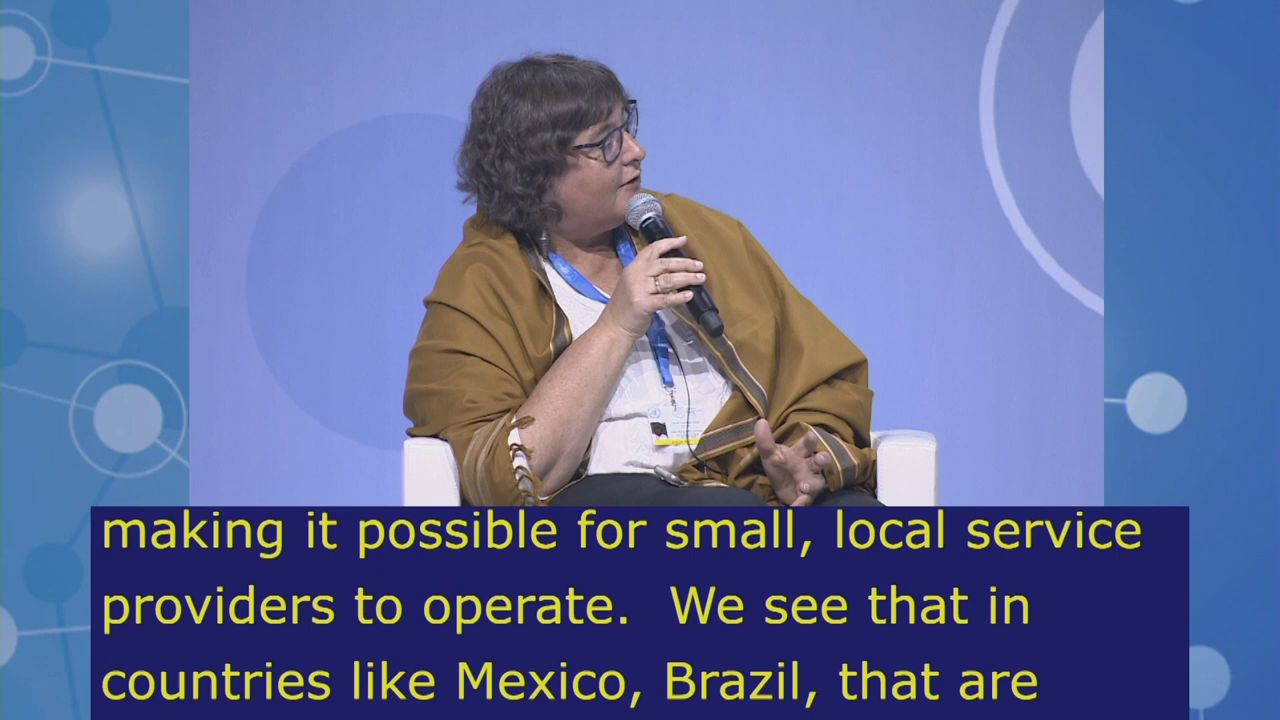 making it possible for small, local service
providers to operate.  We see that in
countries like Mexico, Brazil, that are